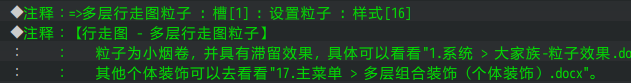 ◆注释：=>多层行走图粒子 : 槽[1] : 设置粒子 : 样式[16]
◆注释：【行走图 - 多层行走图粒子】
：　　：　　粒子为小烟卷，并具有滞留效果，具体可以看看"1.系统 > 大家族-粒子效果.do
：　　：　　其他个体装饰可以去看看"17.主菜单 > 多层组合装饰（个体装饰）.docx"。